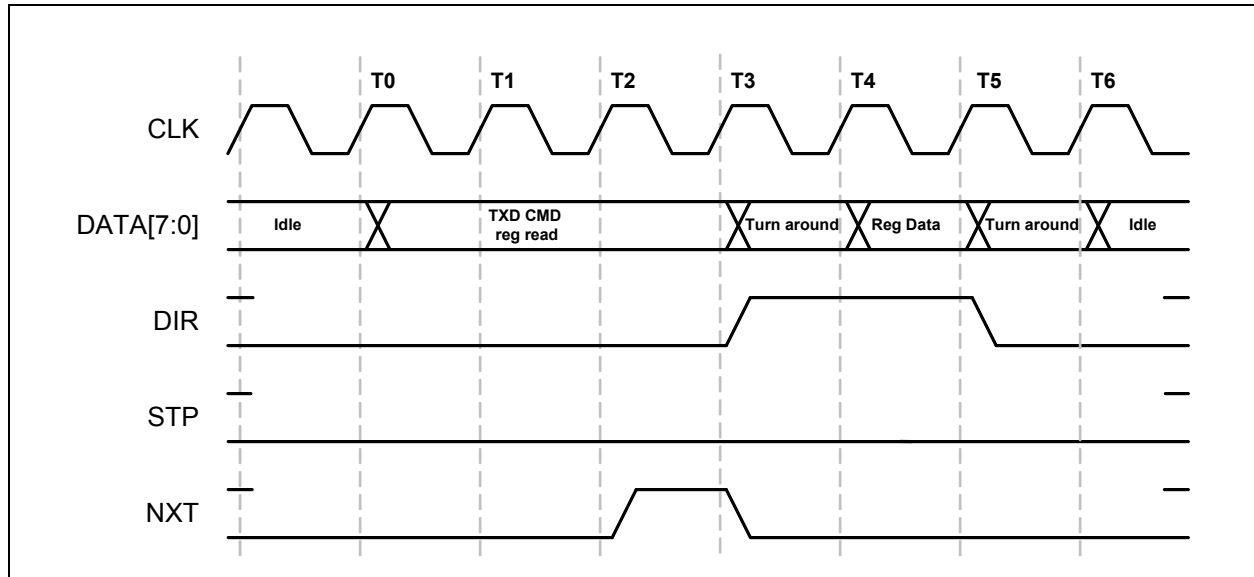 T0 T1 T2 T3 T4 T5 T6
CLK
DATA[7:0]
Idle
TXD CMD
reg read
Turn around
Reg Data
Turn around
Idle
DIR
STP
NXT